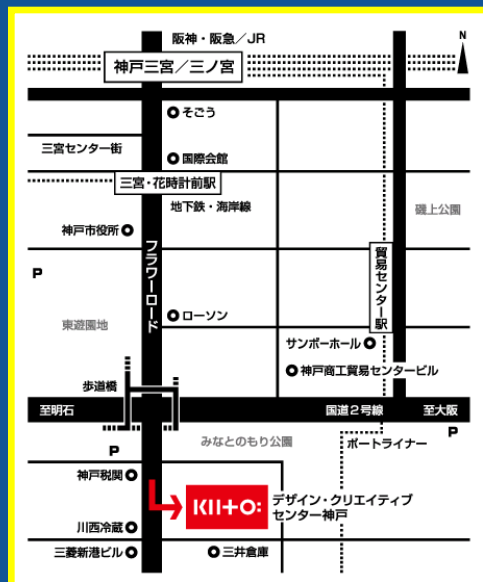 阪神・阪急／JR
N
神戸三宮／三ノ宮
そごう
三宮センター街
国際会館
三宮・花時計前駅
地下鉄・海岸線
磯上公園
神戸市役所
フラワーロード
貿易センター駅
P
ローソン
東遊園地
サンボーホール
神戸商工貿易センタービル
歩道橋
至明石
国道2号線
至大阪
P
みなとのもり公園
ポートライナー
P
神戸税関
KIITO:
デザイン・クリエイティブ
センター神戸
川西冷蔵
三菱新港ビル
三井倉庫